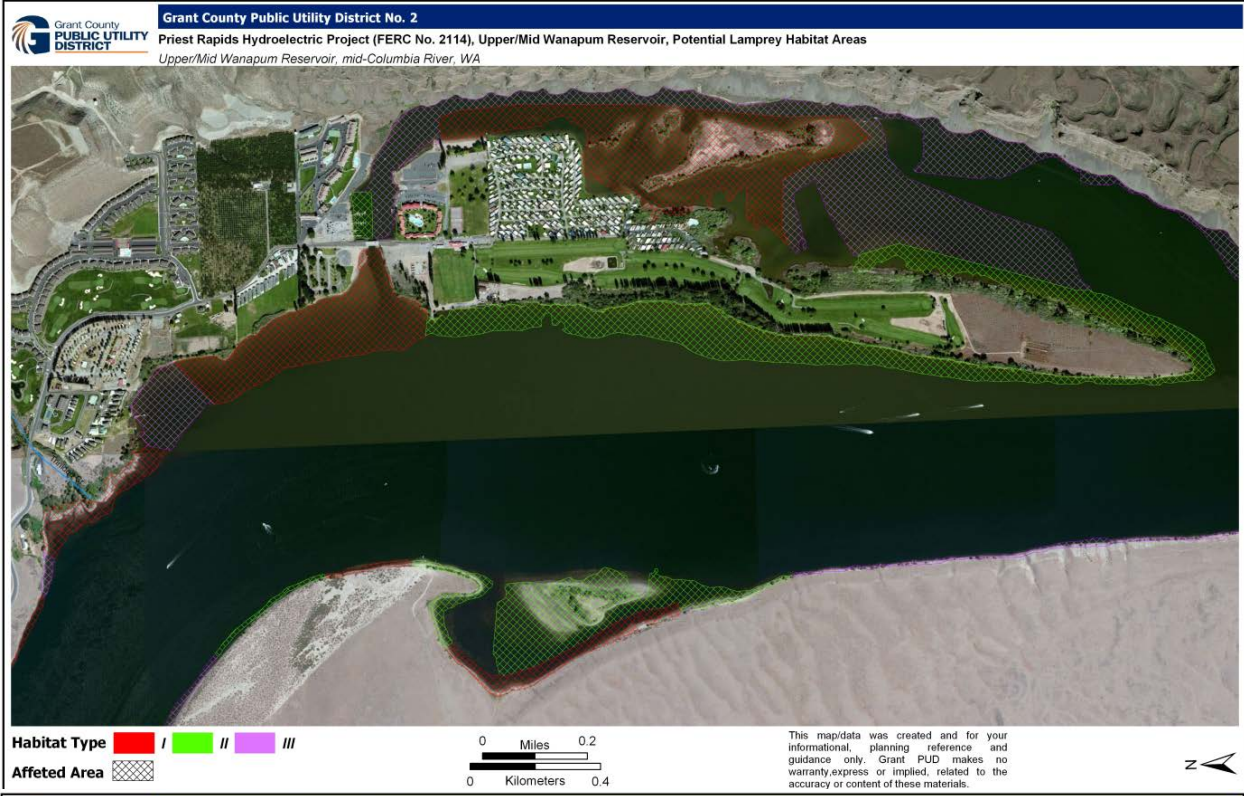 Grant County
PUBLIC UTILITY
DISTRICT
Grant County Public Utility District No. 2
Priest Rapids Hydroelectric Project (FERC No. 2114), Upper/Mid Wanapum Reservoir, Potential Lamprey Habitat Areas
Upper/Mid Wanapum Reservoir, mid-Columbia River, WA
Habitat Type I II III
Affeted Area
0 Miles 0.2
0 Kilometers 0.4
This map/data was created and for your
informational, planning reference and
guidance only. Grant PUD makes no
warranty,express or implied, related to the
accuracy or content of these materials.
N